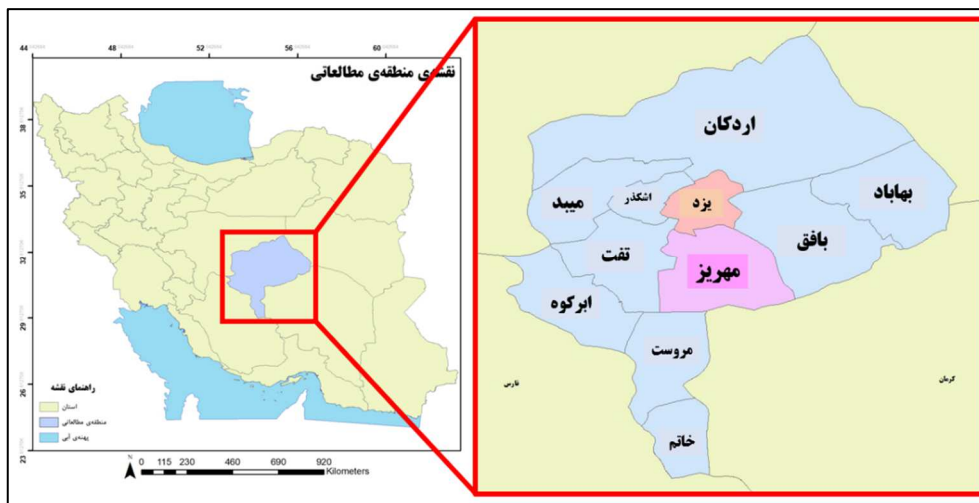 نقشه‌ی منطقه‌ی مطالعاتی
44
48
52
56
60
38
35
32
29
26
23
راهنمای نقشه
استان
منطقه‌ی مطالعاتی
پهنه‌ی آبی
N
0 115 230 460 690 920
Kilometers
اردکان
میبد
اشکذر
یزد
بهاباد
بافق
تفت
مهریز
ابرکوه
مروست
خاتم
فارس
کرمان